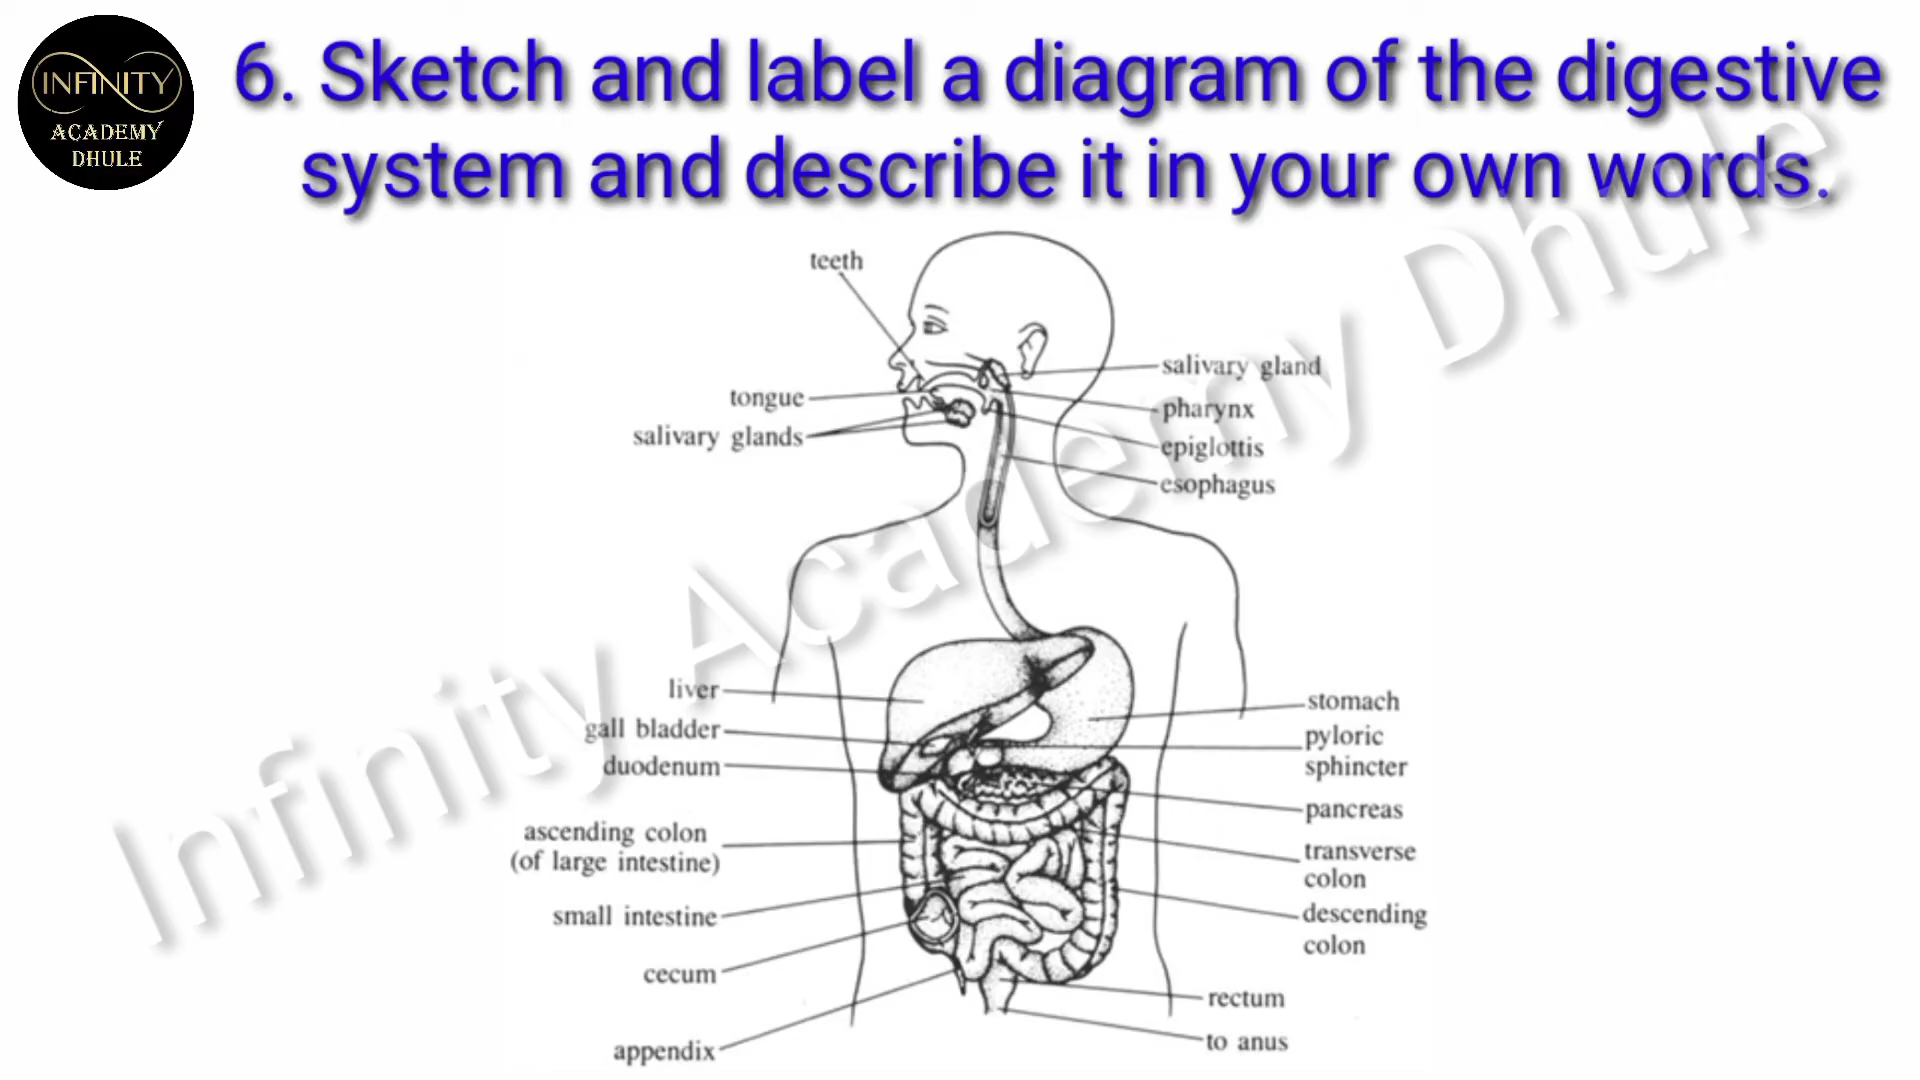 INFINITY
ACADEMY
DHULE
6. Sketch and label a diagram of the digestive
system and describe it in your own words.
teeth
salivary gland
tongue
pharynx
salivary glands
epiglottis
esophagus
liver
stomach
gall bladder
pyloric
sphincter
duodenum
pancreas
ascending colon
(of large intestine)
transverse
colon
small intestine
descending
colon
cecum
rectum
appendix
to anus
Infinity Academy Dhule